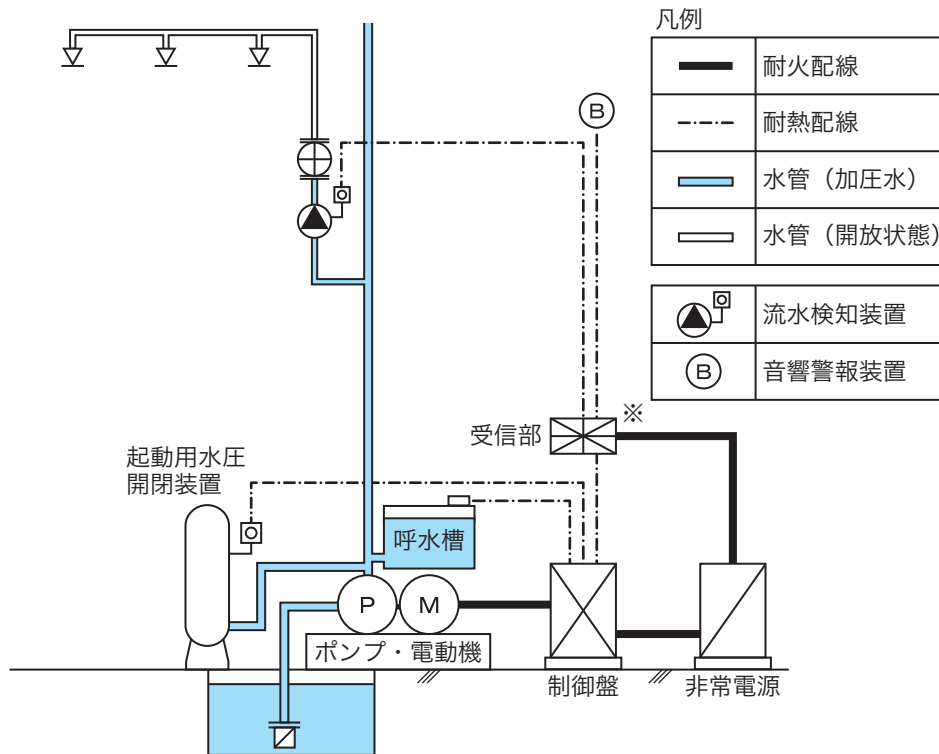 凡例
耐火配線
B
耐熱配線
水管（加圧水）
水管（開放状態）
流水検知装置
B
音響警報装置
※
受信部
起動用水圧
開閉装置
呼水槽
P
M
ポンプ・電動機
制御盤
非常電源